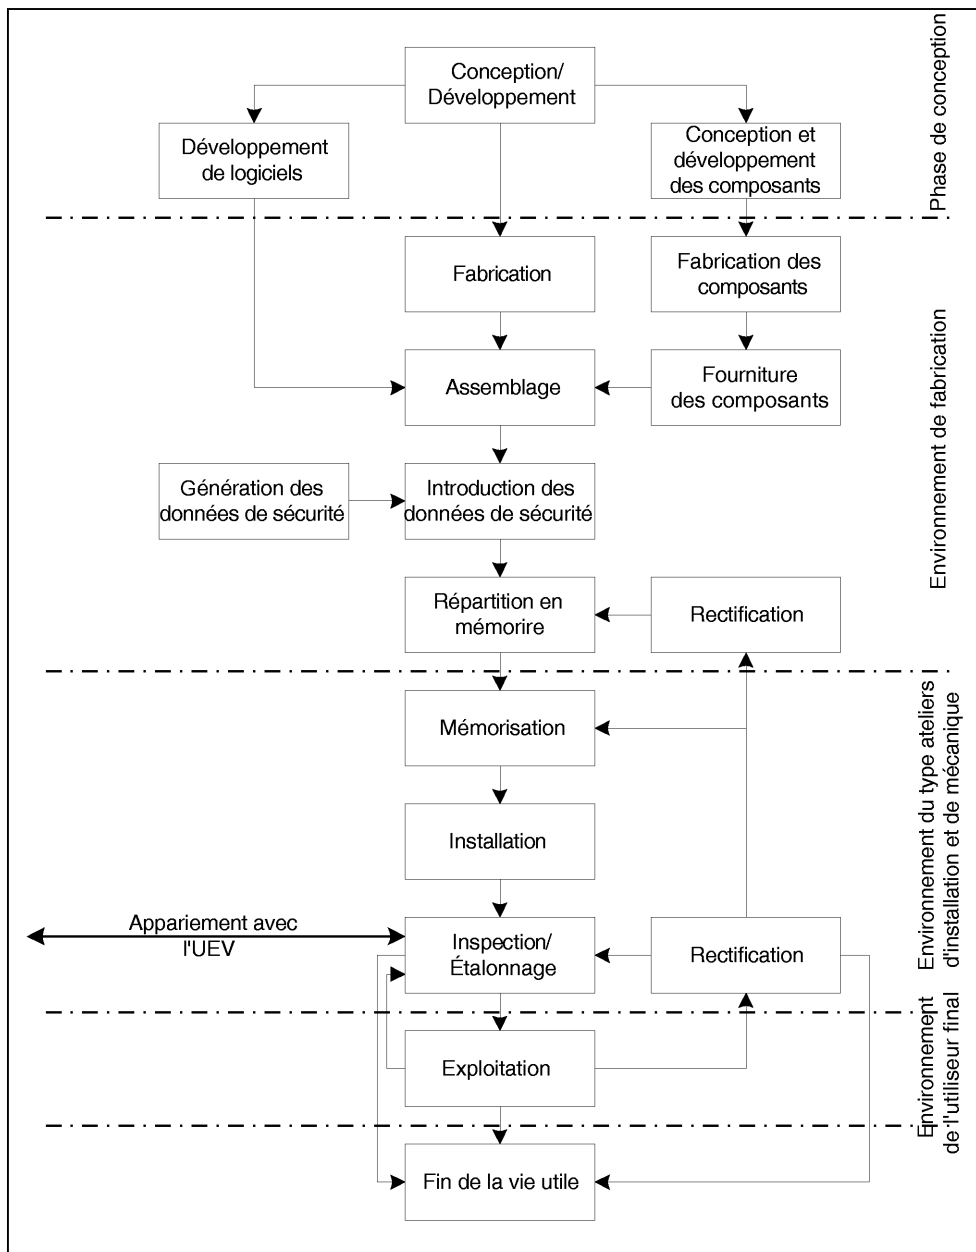 Conception/
Développement
Développement
de logiciels
Conception et
développement
des composants
Phase de conception
Fabrication
Fabrication des
composants
Assemblage
Fourniture
des composants
Génération des
données de sécurité
Introduction des
données de sécurité
Environnement de fabrication
Répartition en
mémorire
Rectification
Mémorisation
Installation
Environnement du type ateliers
d'installation et de mécanique
Appariement avec
l'UEV
Inspection/
Étalonnage
Rectification
Exploitation
Environnement
de l'utiliseur final
Fin de la vie utile